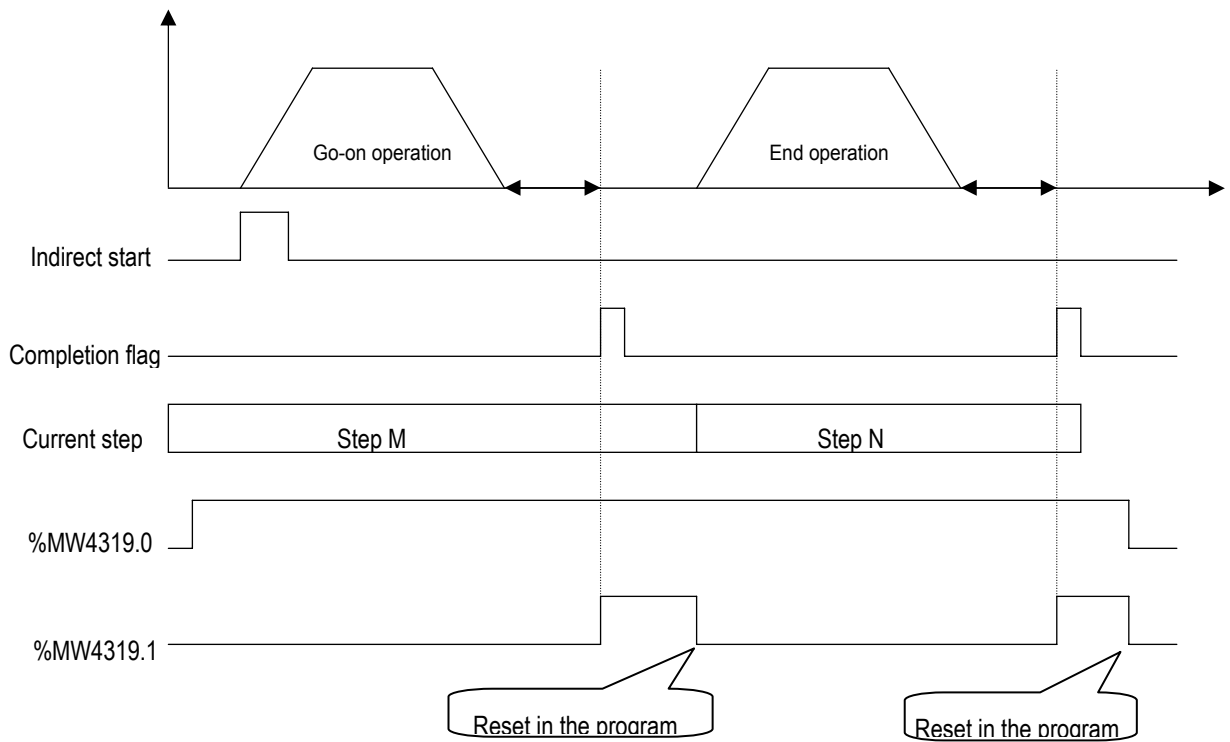 Go-on operation
End operation
Indirect start
Completion flag
Current step
Step M
Step N
%MW4319.0
%MW4319.1
Reset in the program
Reset in the program